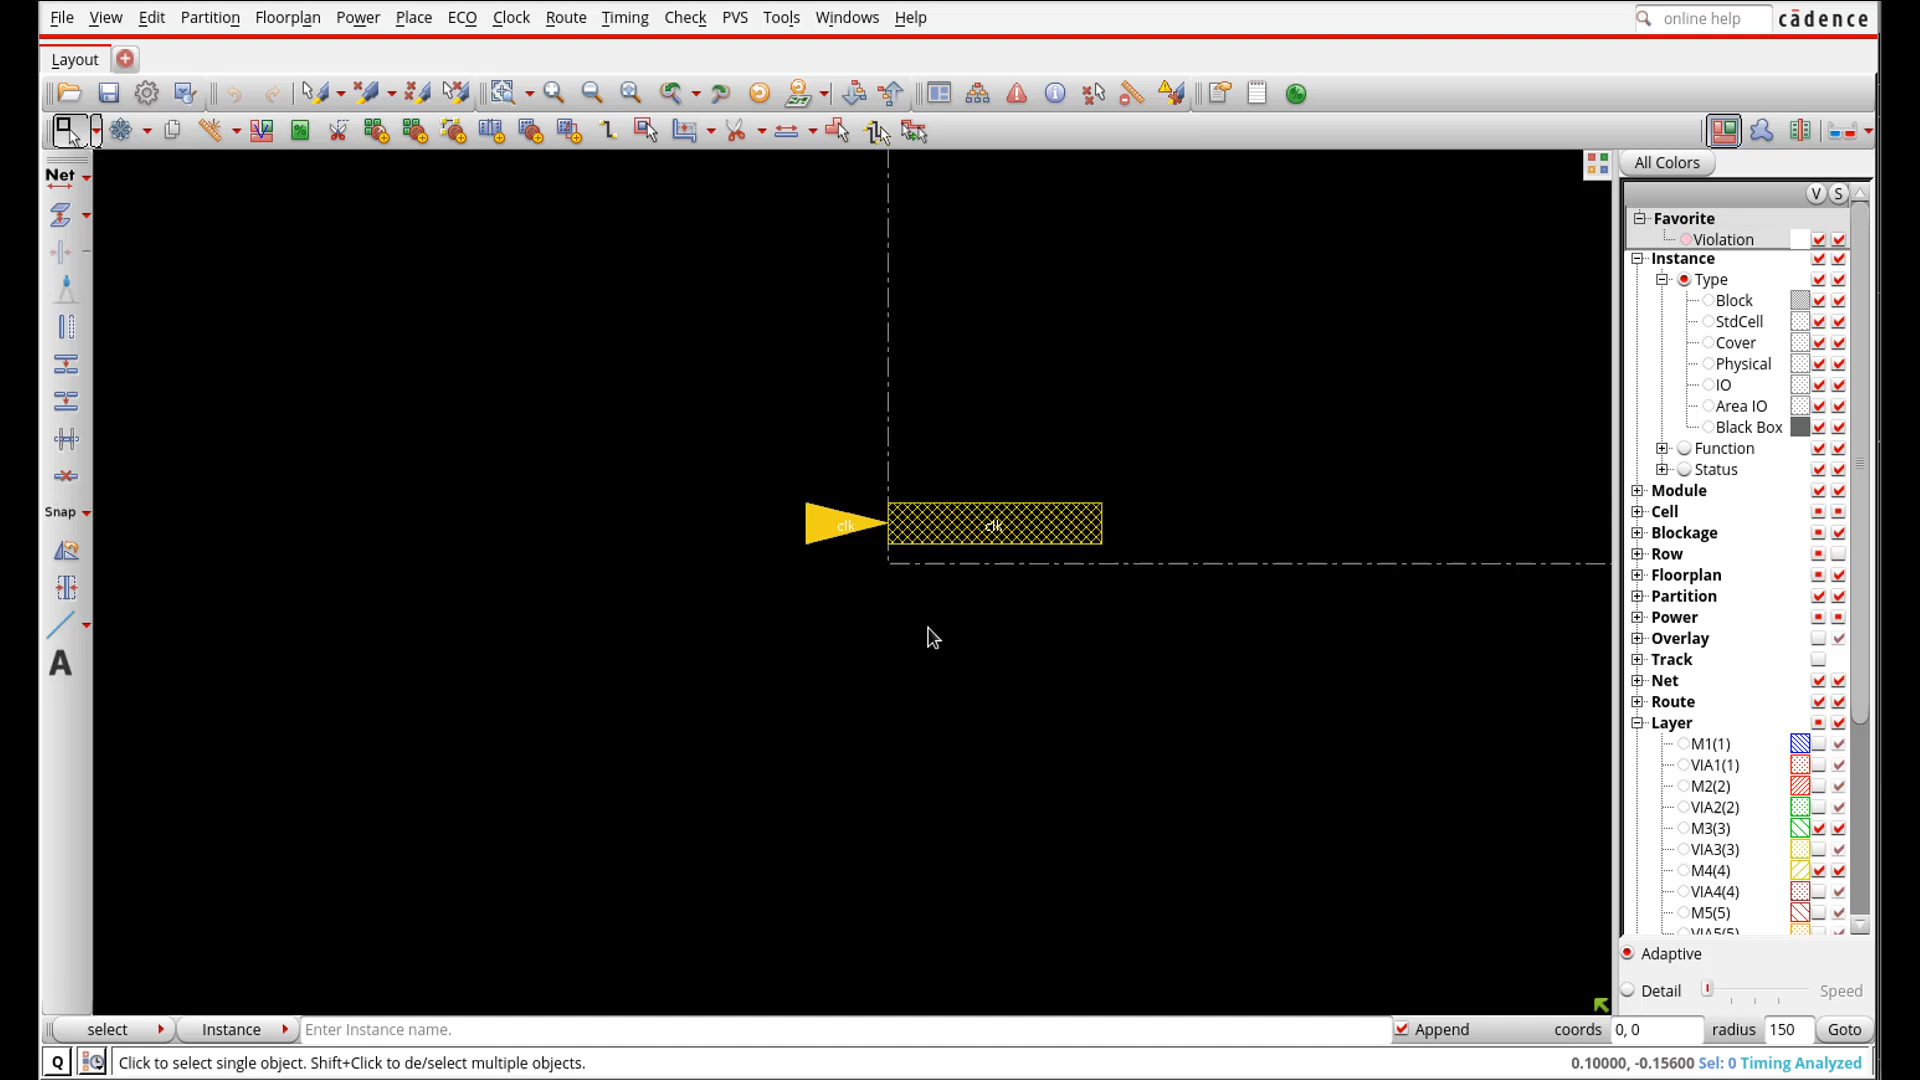 File View Edit Partition Floorplan Power Place ECO Clock Route Timing Check PVS Tools Windows Help online help cādence
Layout
Net
Snap
A
clk clk
All Colors
V S
Favorite
Violation
Instance
Type
Block
StdCell
Cover
Physical
IO
Area IO
Black Box
Function
Status
Module
Cell
Blockage
Row
Floorplan
Partition
Power
Overlay
Track
Net
Route
Layer
M1(1)
VIA1(1)
M2(2)
VIA2(2)
M3(3)
VIA3(3)
M4(4)
VIA4(4)
M5(5)
VIA5(5)
Adaptive
Detail Speed
select Instance Enter Instance name. Append coords 0, 0 radius 150 Goto
Q Click to select single object. Shift+Click to de/select multiple objects. 0.10000, -0.15600 Sel: 0 Timing Analyzed